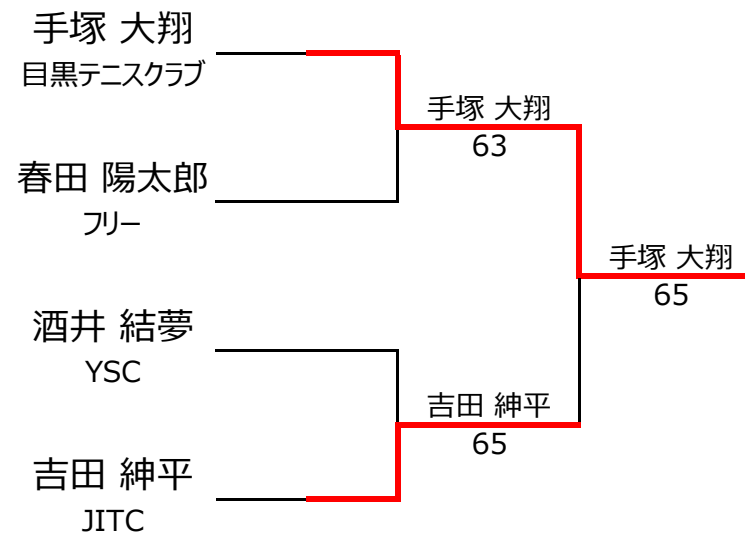 手塚 大翔
目黒テニスクラブ
手塚 大翔
63
春田 陽太郎
フリー
手塚 大翔
65
酒井 結夢
YSC
吉田 紳平
65
吉田 紳平
JITC